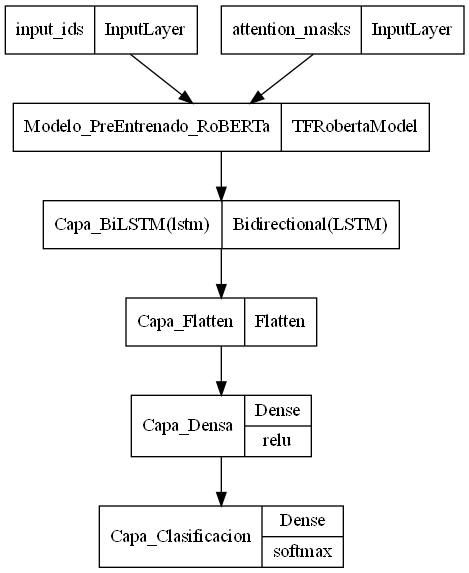 input_ids InputLayer attention_masks InputLayer
Modelo_PreEntrenado_RoBERTa TFRobertaModel
Capa_BiLSTM(lstm) Bidirectional(LSTM)
Capa_Flatten Flatten
Capa_Densa Dense
relu
Capa_Clasificacion Dense
softmax